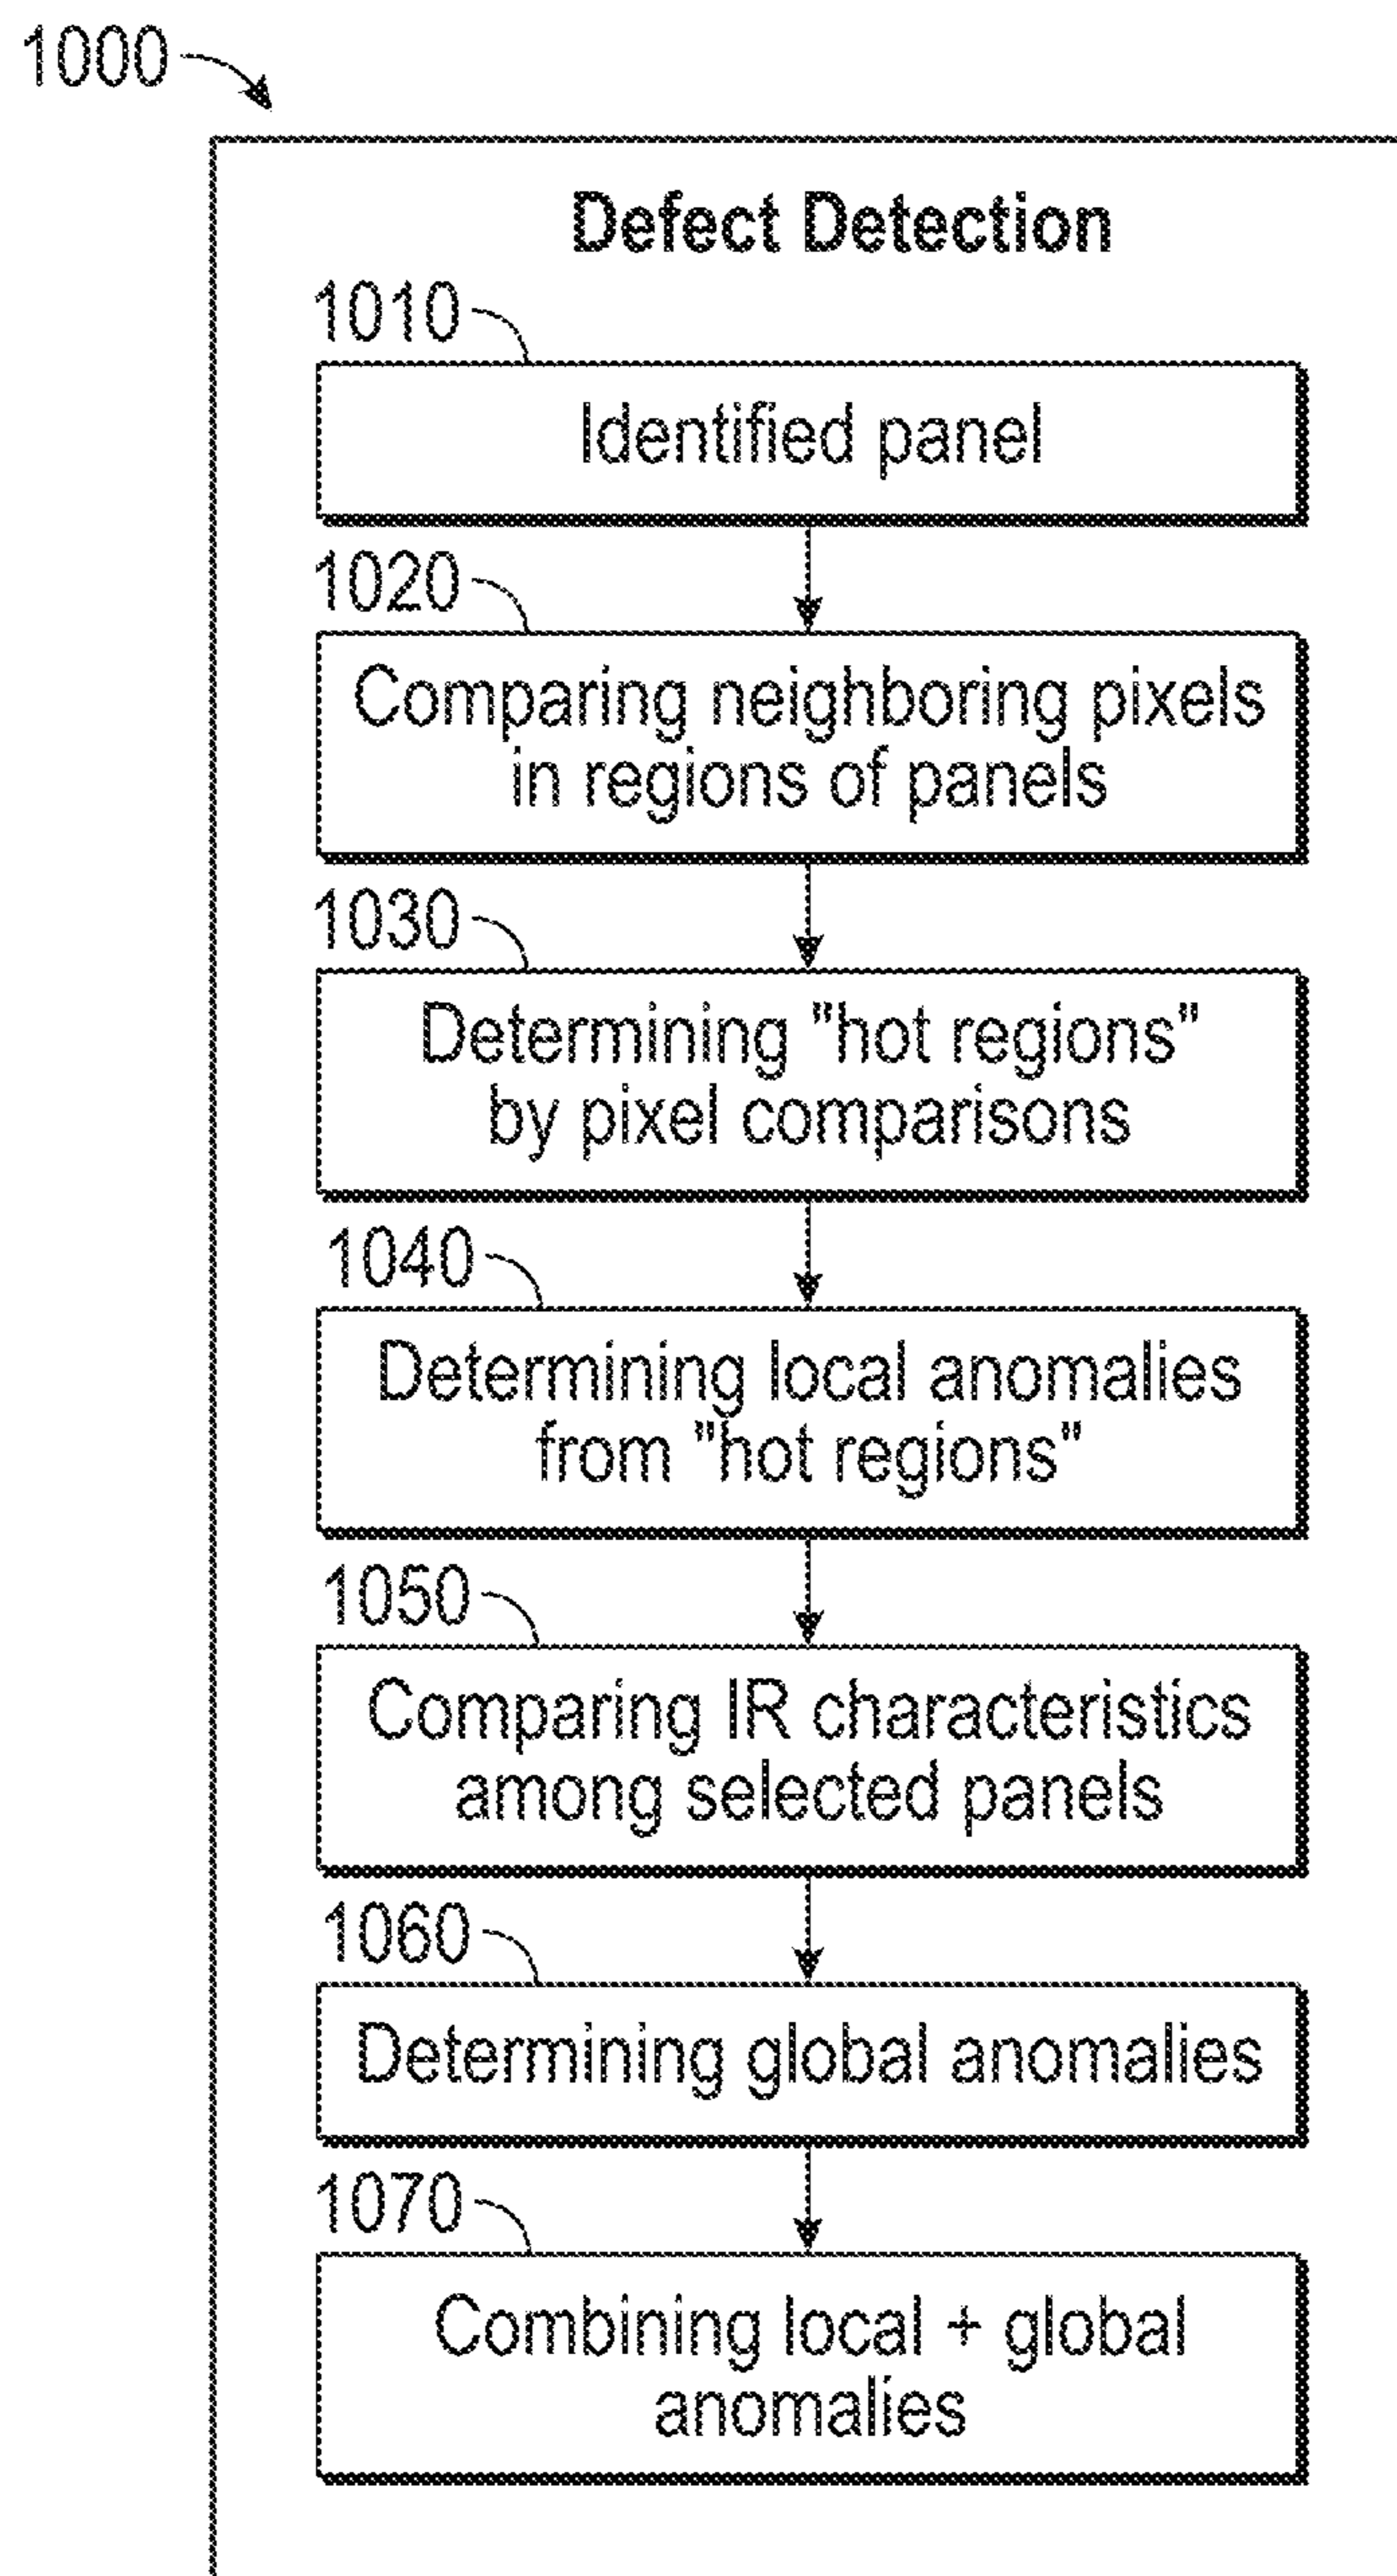 1000
Defect Detection
1010
Identified panel
1020
Comparing neighboring pixels
in regions of panels
1030
Determining "hot regions"
by pixel comparisons
1040
Determining local anomalies
from "hot regions"
1050
Comparing IR characteristics
among selected panels
1060
Determining global anomalies
1070
Combining local + global
anomalies